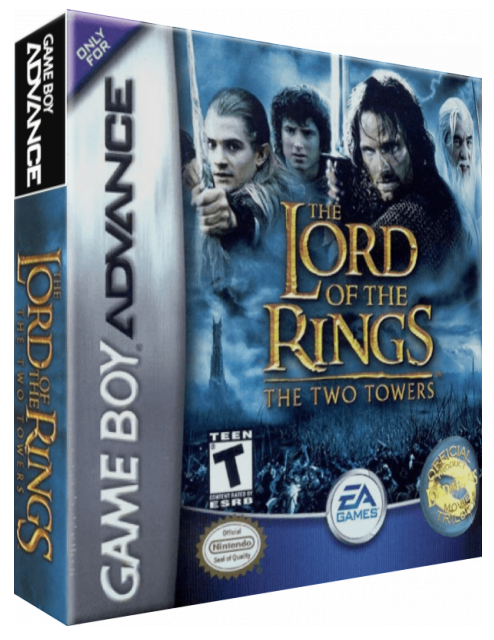 GAME BOY
ADVANCE
THE
LORD
OF THE
RINGS
THE TWO TOWERS
ONLY
FOR
GAME BOY ADVANCE
THE
LORD
OF THE
RINGS
THE TWO TOWERS
TEEN
T
CONTENT RATED BY
ESRB
Official
Nintendo
Seal of Quality
EA
GAMES
OFFICIAL
PRODUCT
MOVIE
TRILOGY